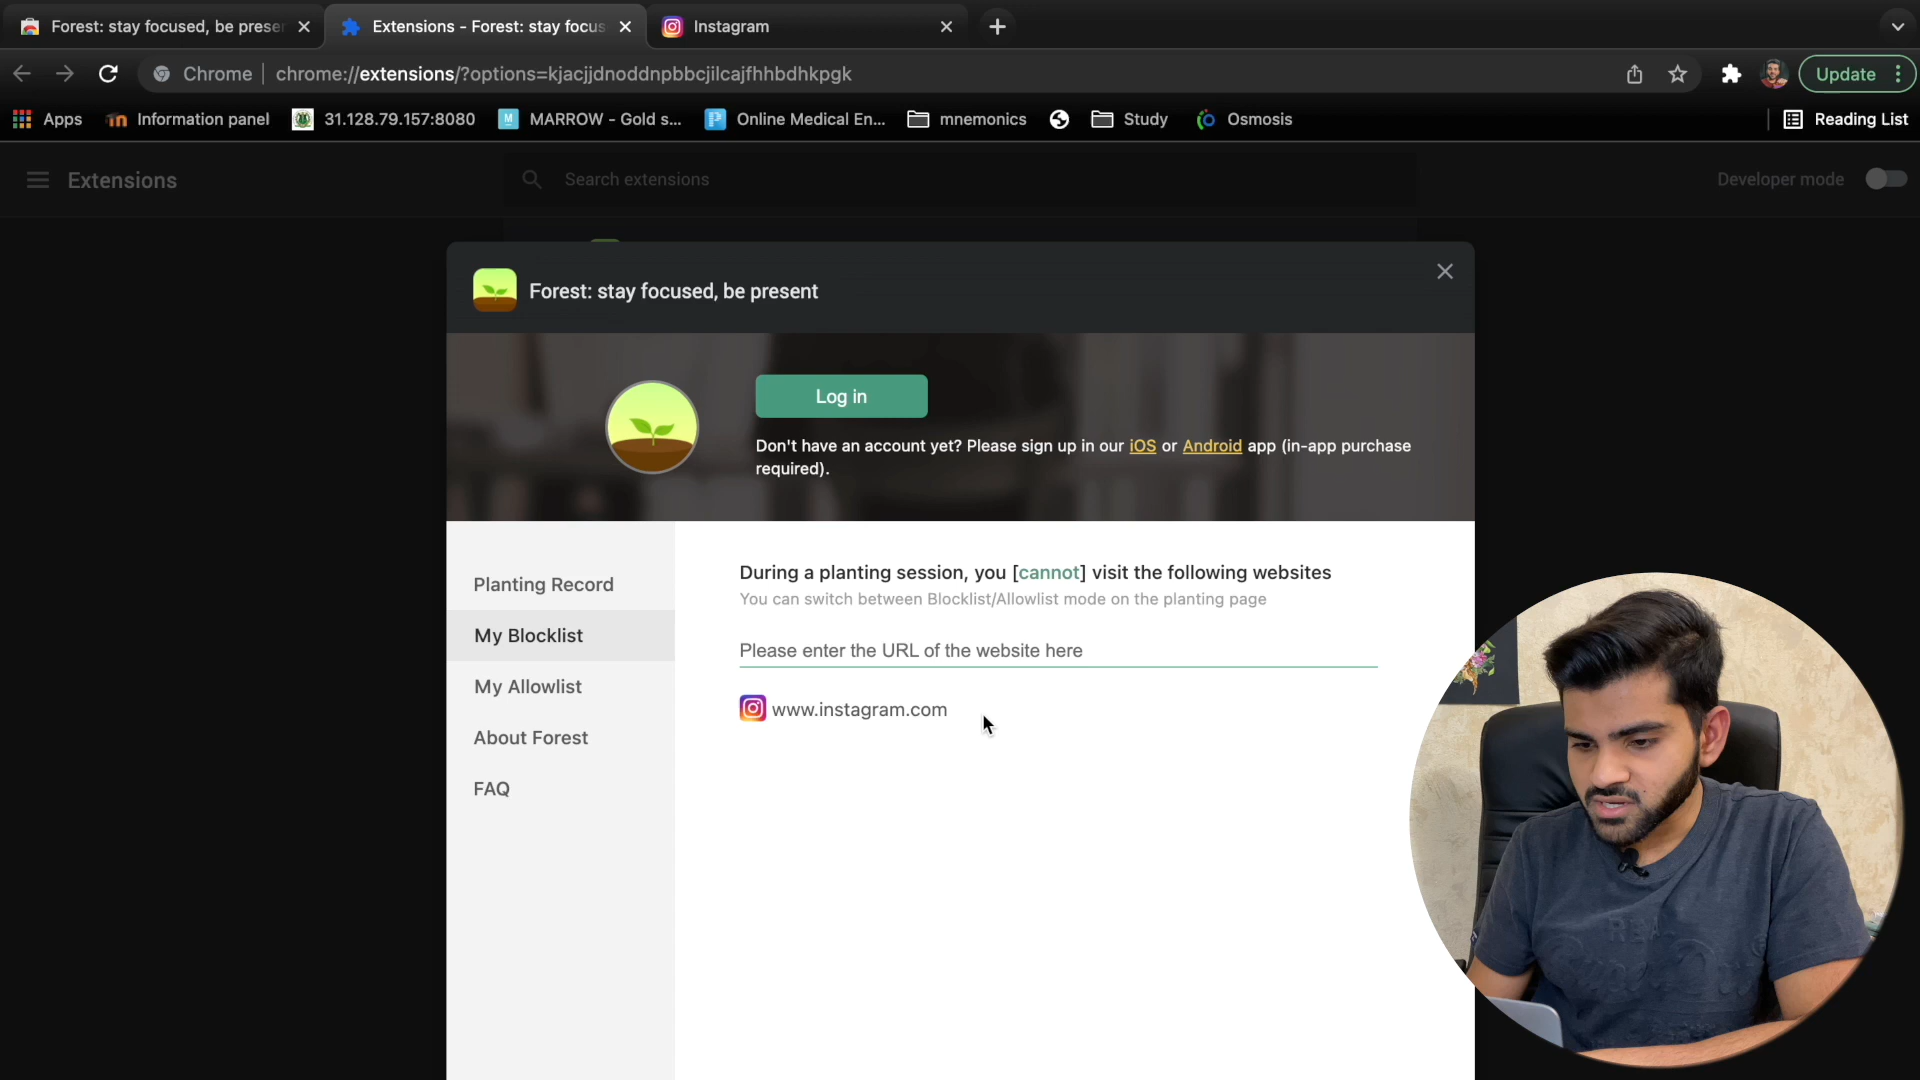 Forest: stay focused, be prese
Extensions - Forest: stay focus
Instagram
Chrome
chrome://extensions/?options=kjacjjdnoddnpbbcjilcajfhhbdhkpgk
Update
Apps
Information panel
31.128.79.157:8080
M MARROW - Gold s...
P Online Medical En...
mnemonics
Study
Osmosis
Reading List
Extensions
Search extensions
Developer mode
Forest: stay focused, be present
Log in
Don't have an account yet? Please sign up in our iOS or Android app (in-app purchase
required).
Planting Record
My Blocklist
My Allowlist
About Forest
FAQ
During a planting session, you [cannot] visit the following websites
You can switch between Blocklist/Allowlist mode on the planting page
Please enter the URL of the website here
www.instagram.com